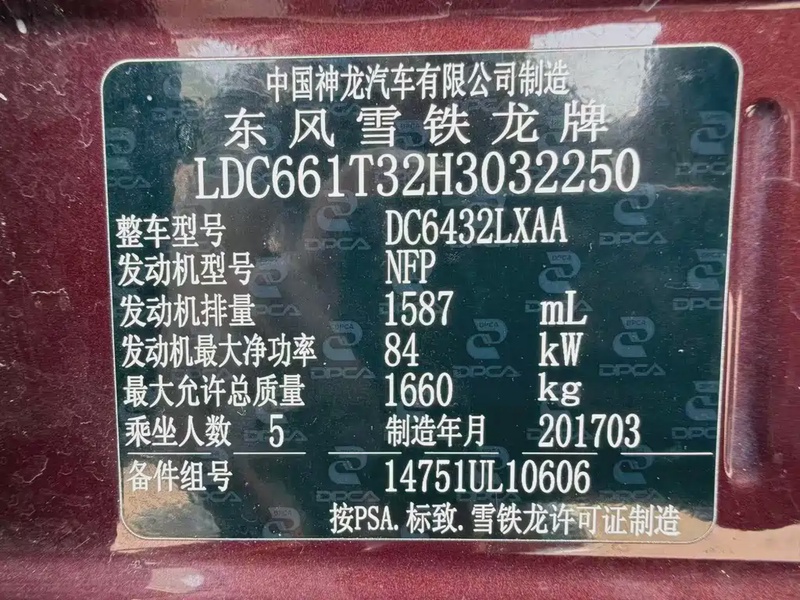 中国神龙汽车有限公司制造
东风雪铁龙牌
LDC661T32H3032250
整车型号 DC6432LXAA
发动机型号 NFP
发动机排量 1587 mL
发动机最大净功率 84 kW
最大允许总质量 1660 kg
乘坐人数 5 制造年月 201703
备件组号 14751UL10606
按PSA.标致.雪铁龙许可证制造